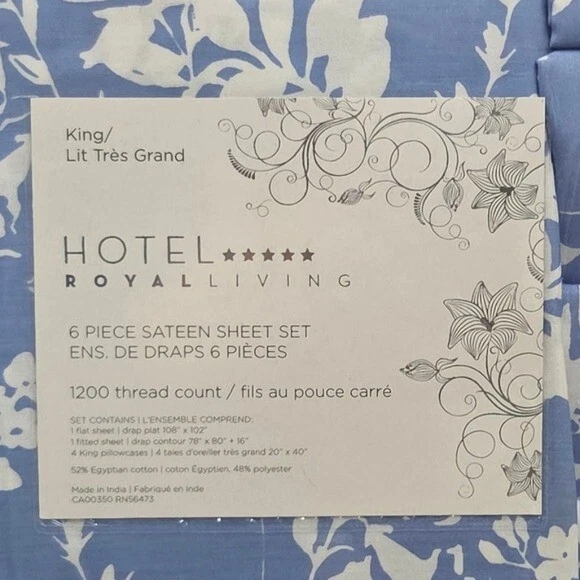 King/
Lit Très Grand
HOTEL ★★★★★
ROYAL LIVING
6 PIECE SATEEN SHEET SET
ENS. DE DRAPS 6 PIÈCES
1200 thread count / fils au pouce carré
SET CONTAINS | L'ENSEMBLE COMPREND:
1 flat sheet | drap plat 108" x 102"
1 fitted sheet | drap contour 78" x 80" + 16"
4 King pillowcases | 4 taies d'oreiller très grand 20" x 40"
52% Egyptian cotton | coton Égyptien, 48% polyester
Made in India | Fabriqué en Inde
CA00350 RN56473